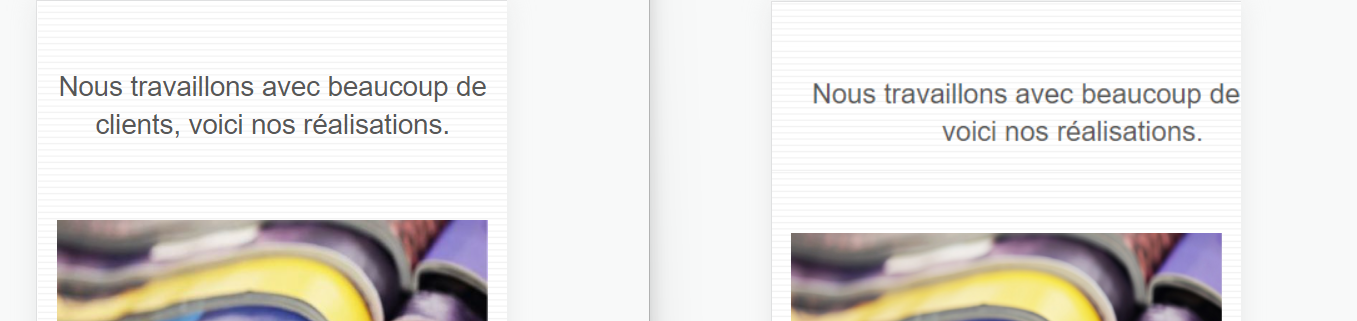 Nous travaillons avec beaucoup de
clients, voici nos réalisations.
Nous travaillons avec beaucoup de
voici nos réalisations.